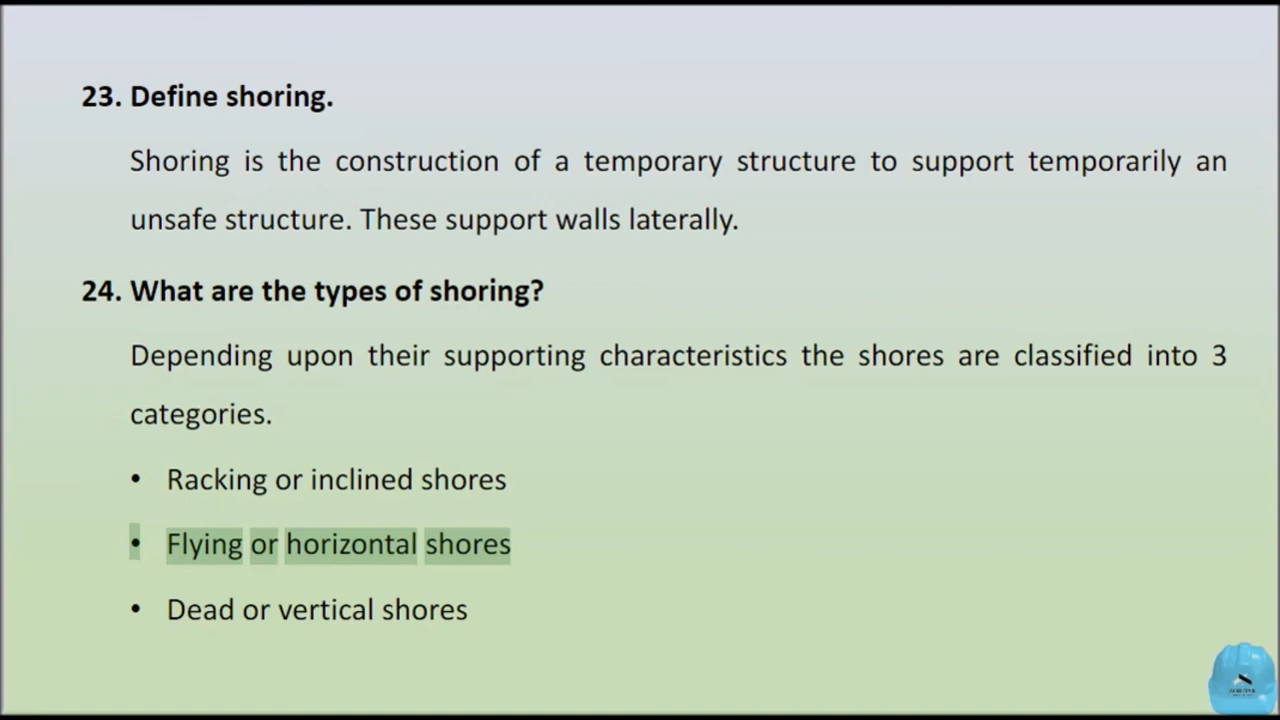 23. Define shoring.
Shoring is the construction of a temporary structure to support temporarily an
unsafe structure. These support walls laterally.
24. What are the types of shoring?
Depending upon their supporting characteristics the shores are classified into 3
categories.
• Racking or inclined shores
• Flying or horizontal shores
• Dead or vertical shores